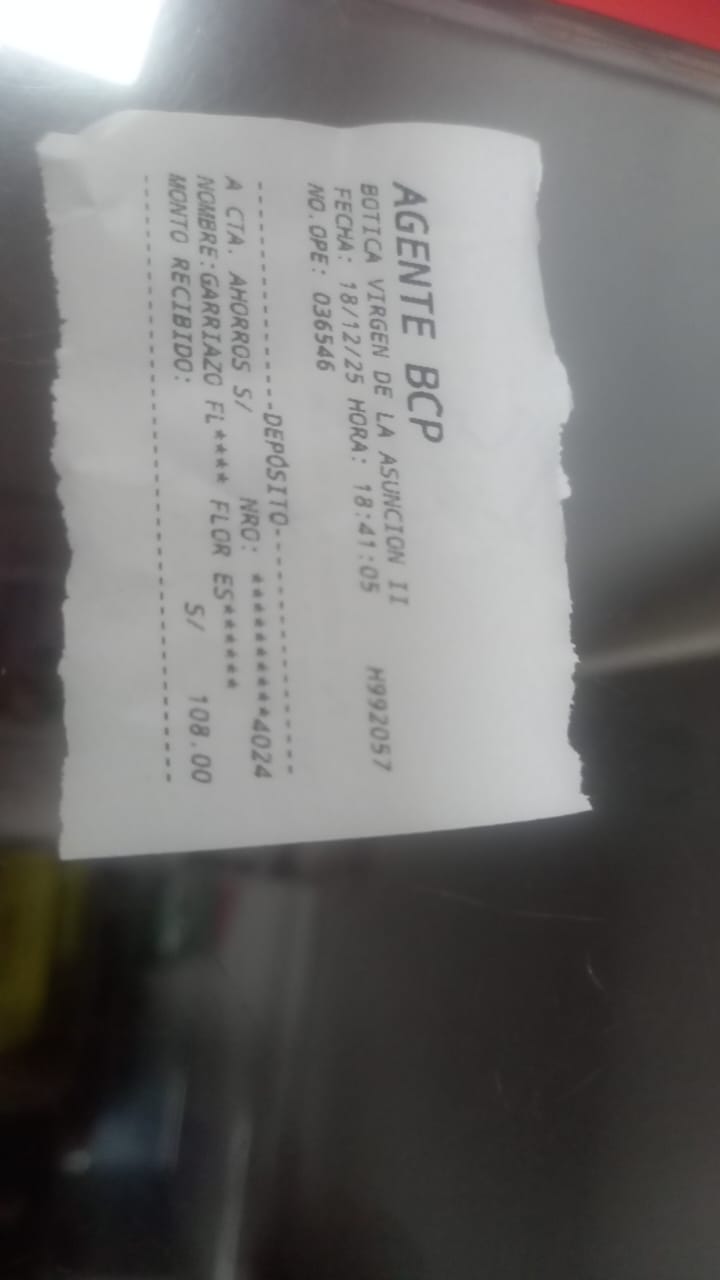 AGENTE BCP
BOTICA VIRGEN DE LA ASUNCION II
FECHA: 18/12/25 HORA: 18:41:05 H992057
NO.OPE: 036546
------------DEPÓSITO------------
A CTA. AHORROS S/ NRO: **********4024
NOMBRE:GARRIAZO FL**** FLOR ES******
MONTO RECIBIDO: S/ 108.00